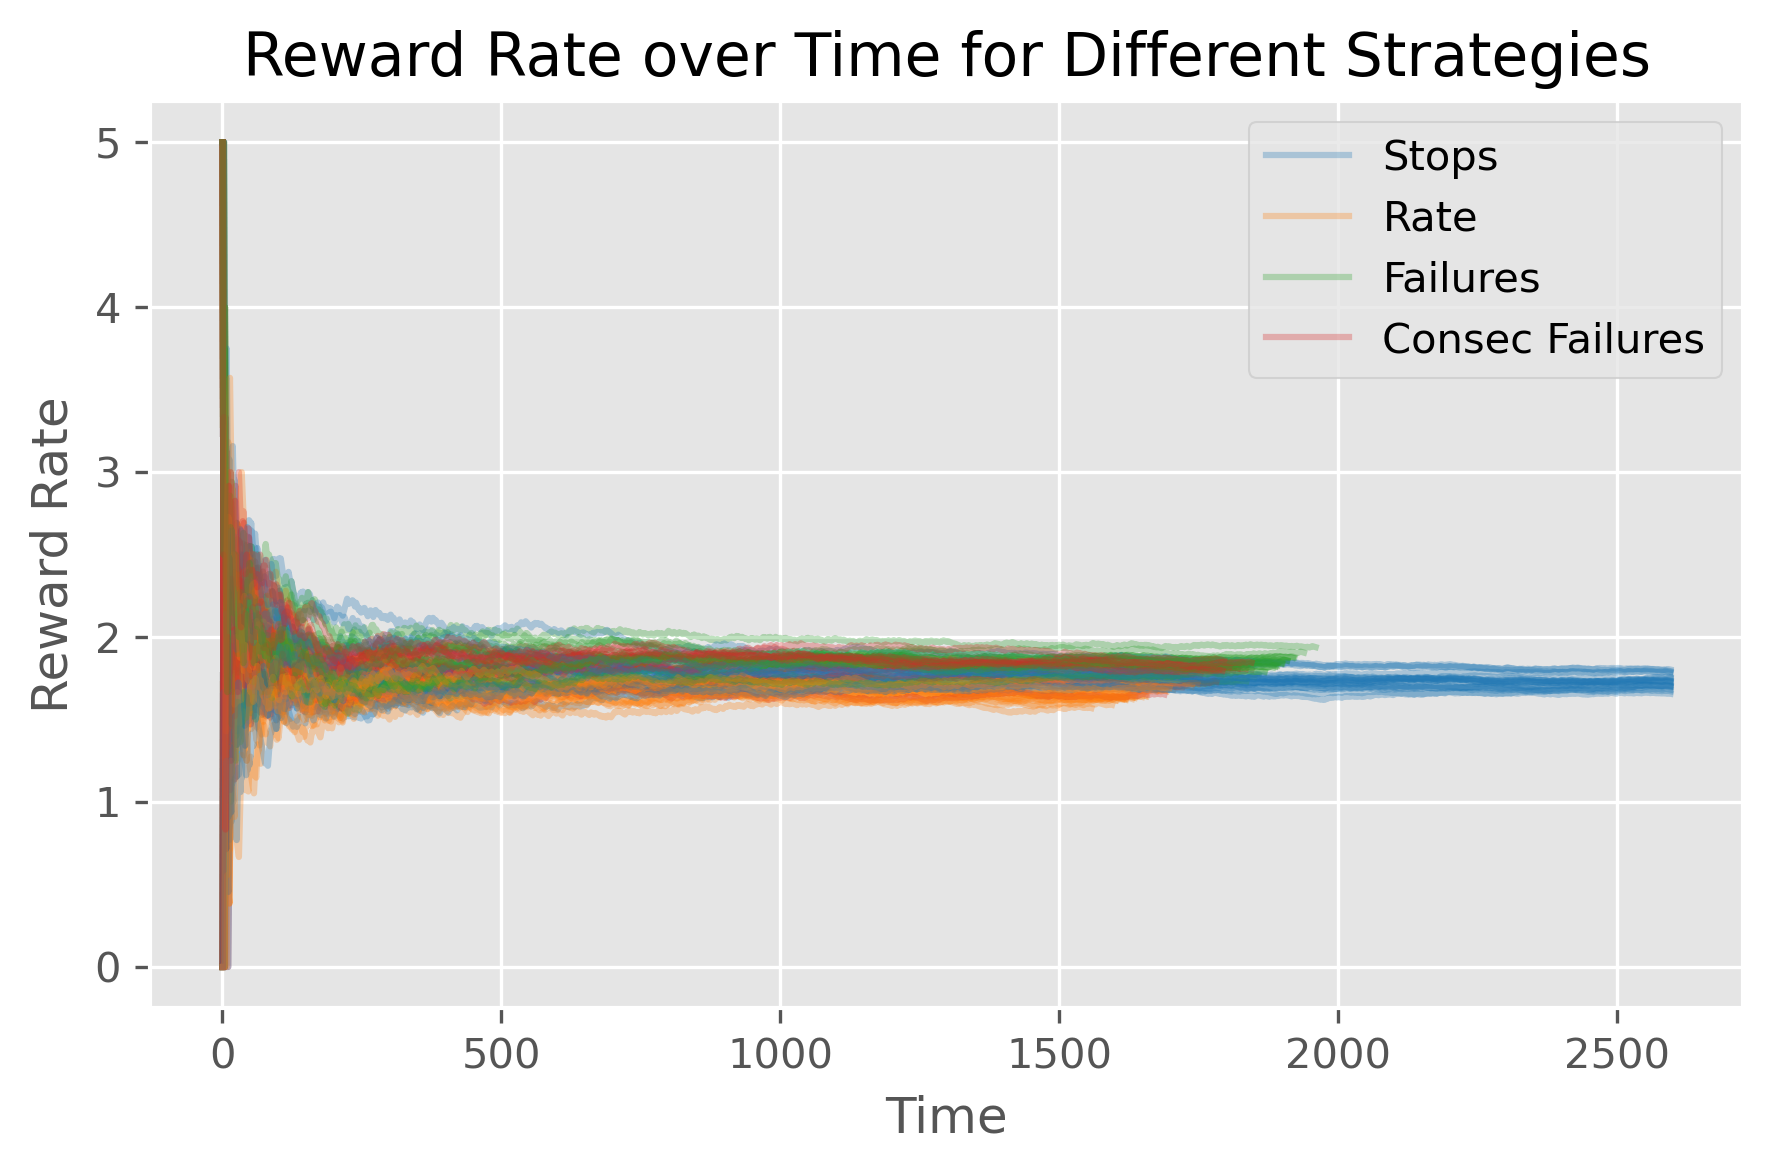 Reward Rate over Time for Different Strategies
Stops
Rate
Failures
Consec Failures
Reward Rate
5
4
3
2
1
0
0 500 1000 1500 2000 2500
Time